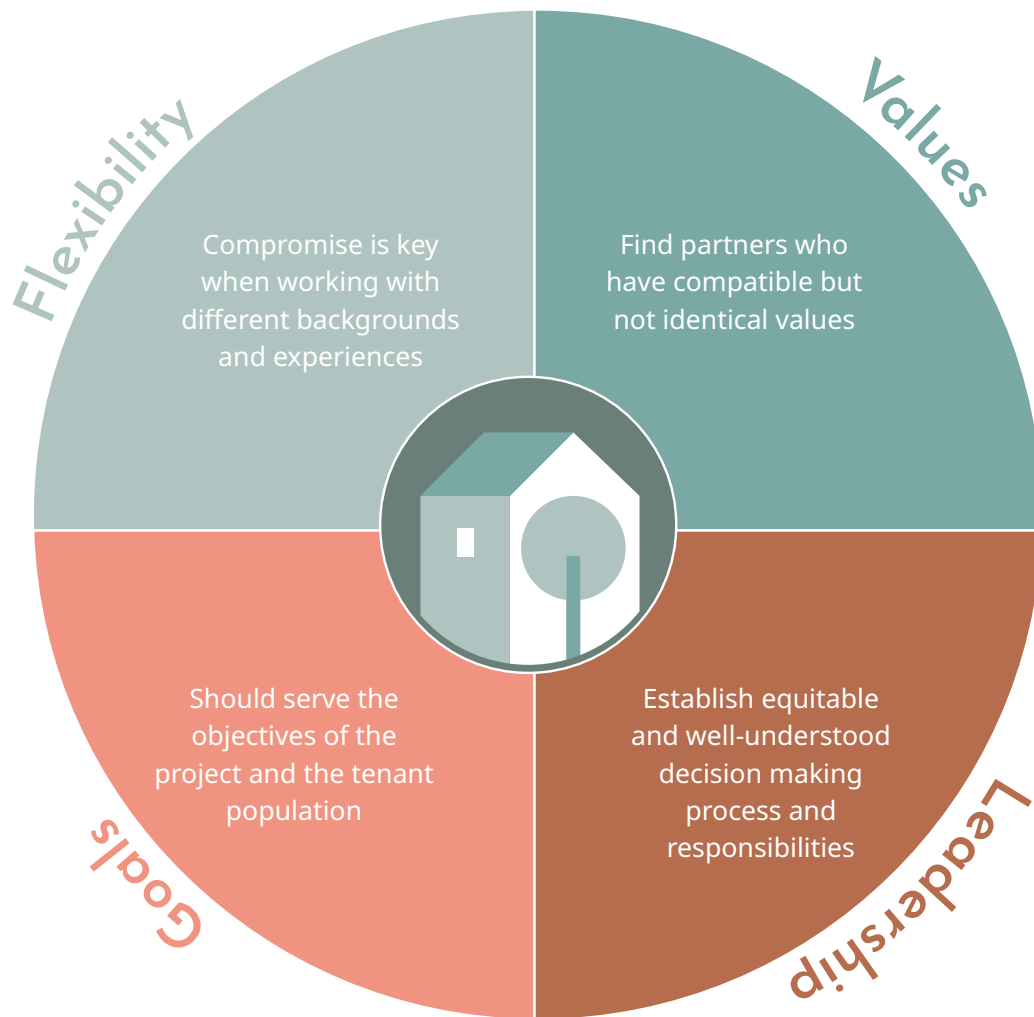 Flexibility
Compromise is key
when working with
different backgrounds
and experiences
Values
Find partners who
have compatible but
not identical values
Goals
Should serve the
objectives of the
project and the tenant
population
Leadership
Establish equitable
and well-understood
decision making
process and
responsibilities